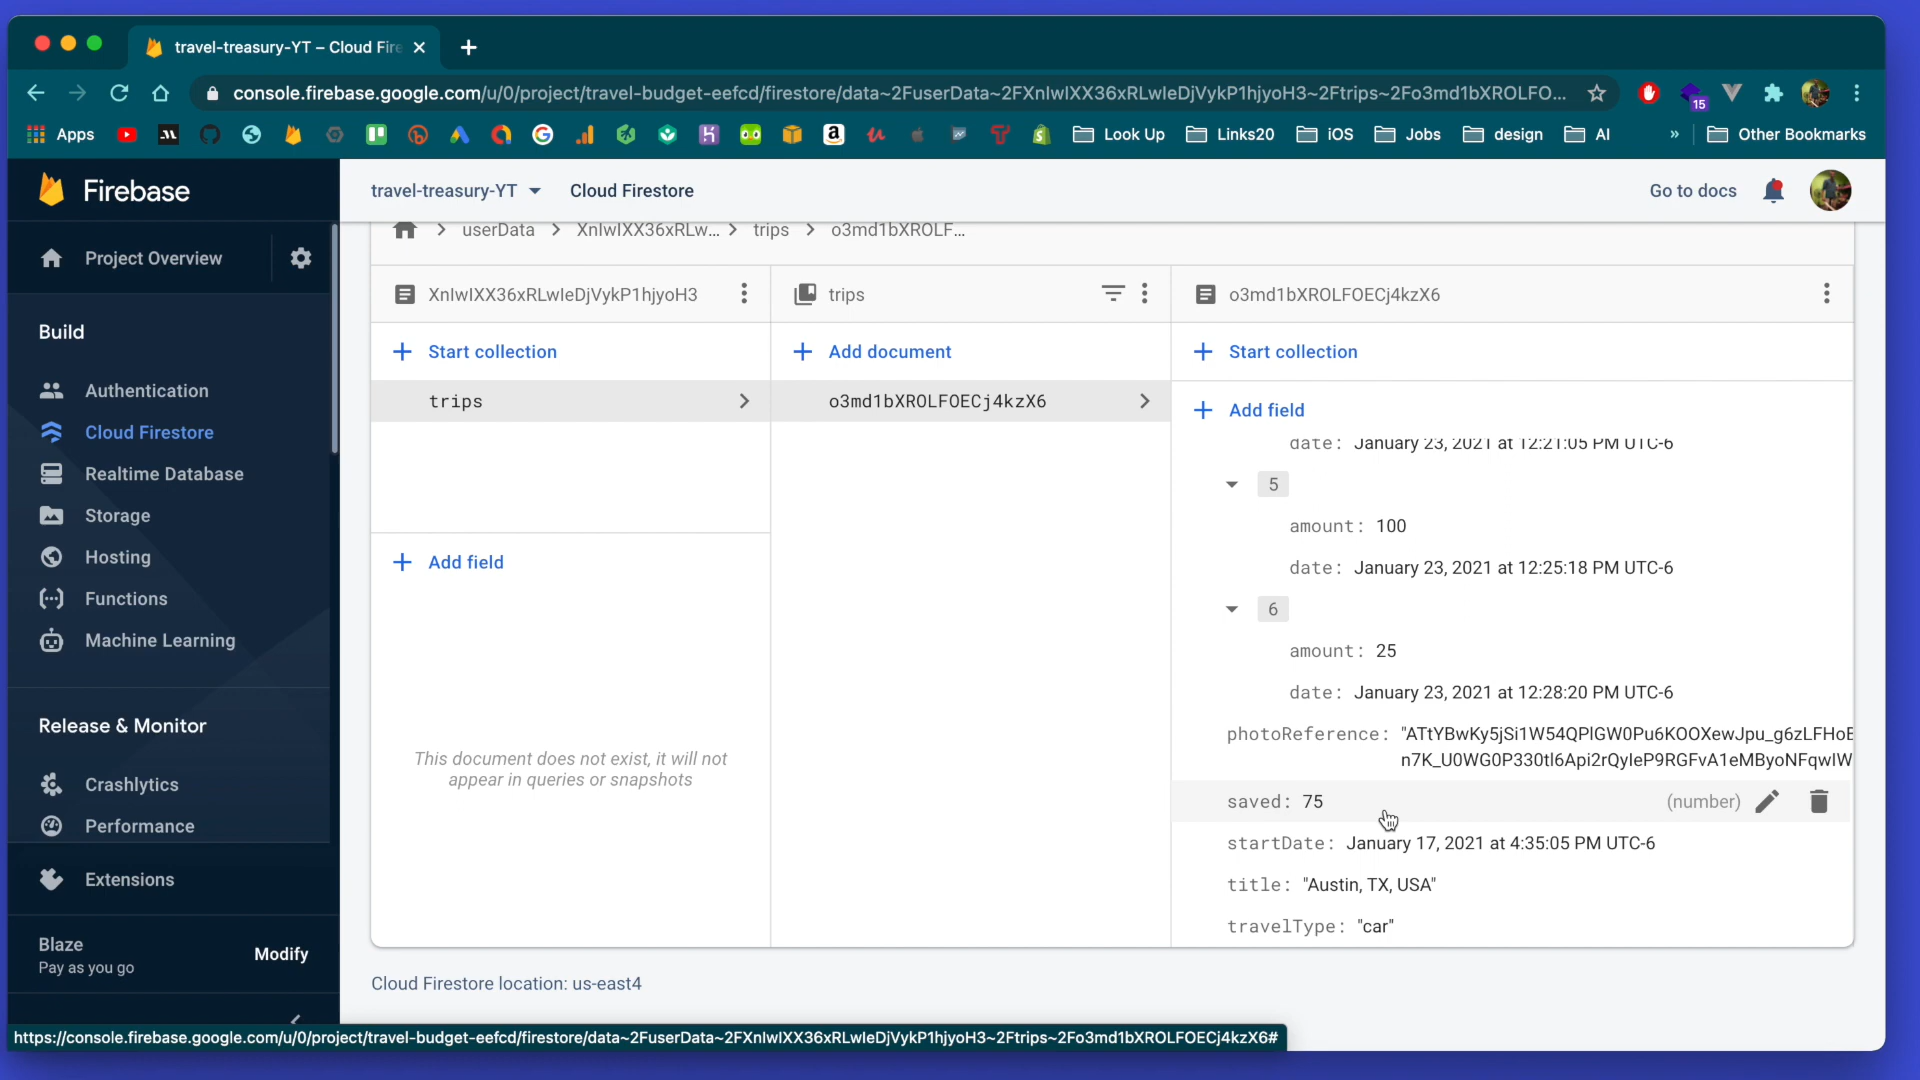 travel-treasury-YT – Cloud Fire
console.firebase.google.com/u/0/project/travel-budget-eefcd/firestore/data~2FuserData~2FXnIwIXX36xRLwIeDjVykP1hjyoH3~2Ftrips~2Fo3md1bXROLFO...
15
Apps
Look Up
Links20
iOS
Jobs
design
AI
»
Other Bookmarks
Firebase
travel-treasury-YT
Cloud Firestore
Go to docs
Project Overview
Build
Authentication
Cloud Firestore
Realtime Database
Storage
Hosting
Functions
Machine Learning
Release & Monitor
Crashlytics
Performance
Extensions
Blaze
Pay as you go
Modify
userData
XnIwIXX36xRLw...
trips
o3md1bXROLF...
XnIwIXX36xRLwIeDjVykP1hjyoH3
Start collection
trips
Add field
This document does not exist, it will not
appear in queries or snapshots
trips
Add document
o3md1bXROLFOECj4kzX6
o3md1bXROLFOECj4kzX6
Start collection
Add field
date: January 23, 2021 at 12:21:05 PM UTC-6
5
amount: 100
date: January 23, 2021 at 12:25:18 PM UTC-6
6
amount: 25
date: January 23, 2021 at 12:28:20 PM UTC-6
photoReference: "ATtYBwKy5jSi1W54QPlGW0Pu6KOOXewJpu_g6zLFHoE
n7K_U0WG0P330tl6Api2rQyIeP9RGFvA1eMByoNFqwIW
saved: 75
(number)
startDate: January 17, 2021 at 4:35:05 PM UTC-6
title: "Austin, TX, USA"
travelType: "car"
Cloud Firestore location: us-east4
https://console.firebase.google.com/u/0/project/travel-budget-eefcd/firestore/data~2FuserData~2FXnIwIXX36xRLwIeDjVykP1hjyoH3~2Ftrips~2Fo3md1bXROLFOECj4kzX6#